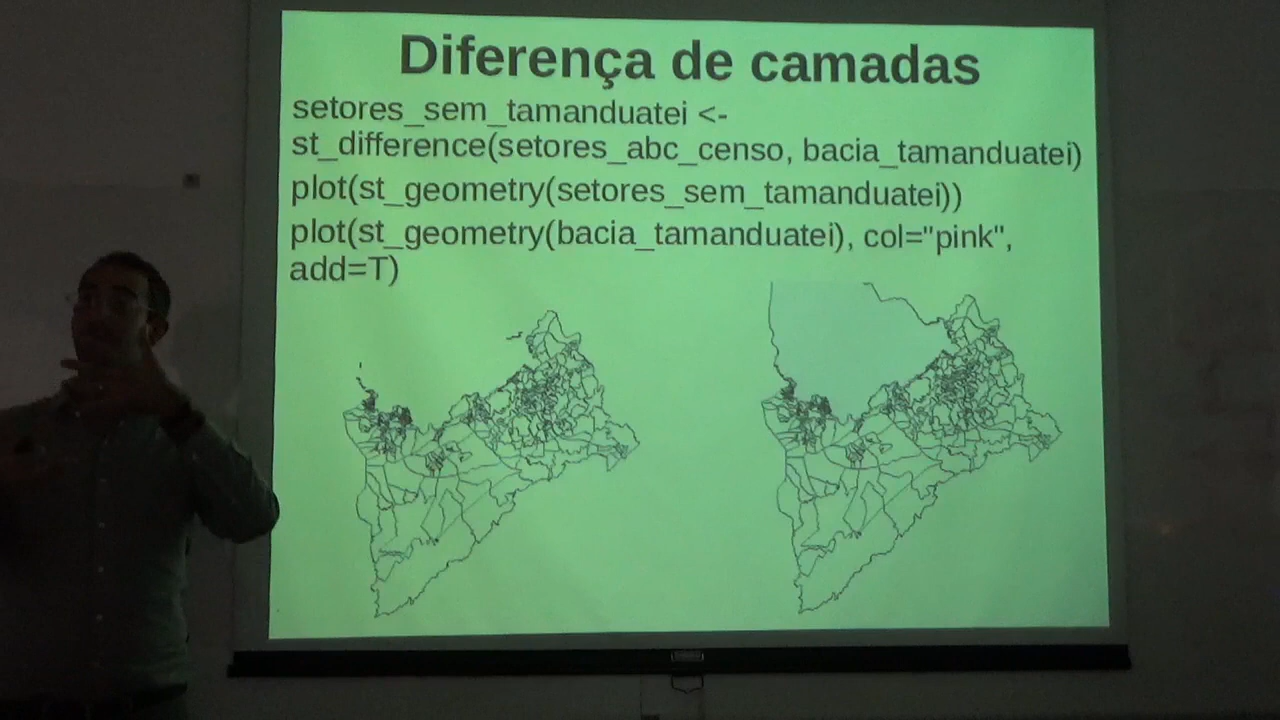 Diferença de camadas
setores_sem_tamanduatei <-
st_difference(setores_abc_censo, bacia_tamanduatei)
plot(st_geometry(setores_sem_tamanduatei))
plot(st_geometry(bacia_tamanduatei), col="pink",
add=T)